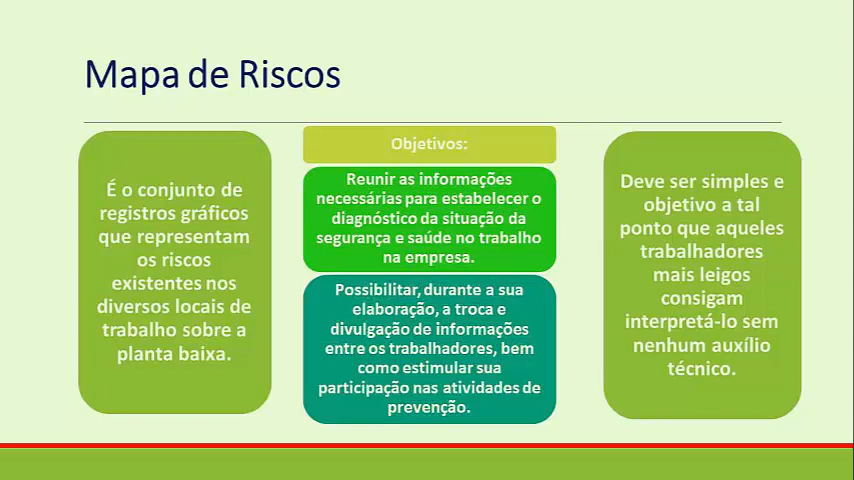 Mapa de Riscos
É o conjunto de
registros gráficos
que representam
os riscos
existentes nos
diversos locais de
trabalho sobre a
planta baixa.
Objetivos:
Reunir as informações
necessárias para estabelecer o
diagnóstico da situação da
segurança e saúde no trabalho
na empresa.
Possibilitar, durante a sua
elaboração, a troca e
divulgação de informações
entre os trabalhadores, bem
como estimular sua
participação nas atividades de
prevenção.
Deve ser simples e
objetivo a tal
ponto que aqueles
trabalhadores
mais leigos
consigam
interpretá-lo sem
nenhum auxílio
técnico.